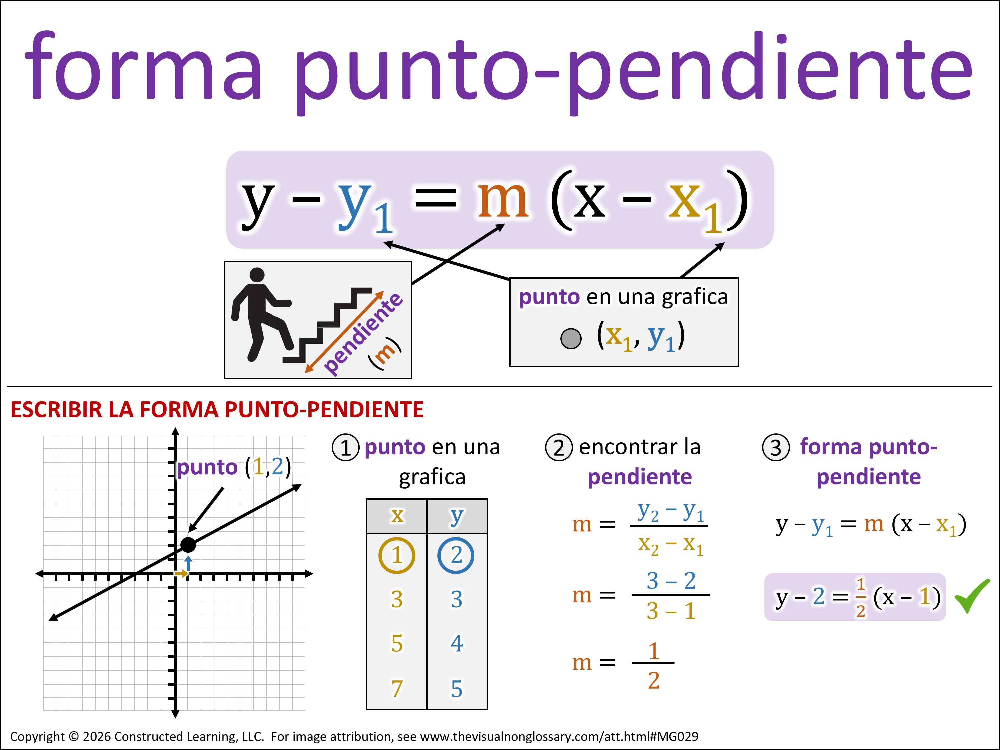 forma punto-pendiente
y – y₁ = m (x – x₁)
pendiente
(m)
punto en una grafica
(x₁, y₁)
ESCRIBIR LA FORMA PUNTO-PENDIENTE
punto (1,2)
1 punto en una
grafica
x y
1 2
3 3
5 4
7 5
2 encontrar la
pendiente
m = y₂ – y₁
x₂ – x₁
m = 3 – 2
3 – 1
m = 1
2
3 forma punto-
pendiente
y – y₁ = m (x – x₁)
y – 2 = 1/2 (x – 1)
Copyright © 2026 Constructed Learning, LLC. For image attribution, see www.thevisualnonglossary.com/att.html#MG029